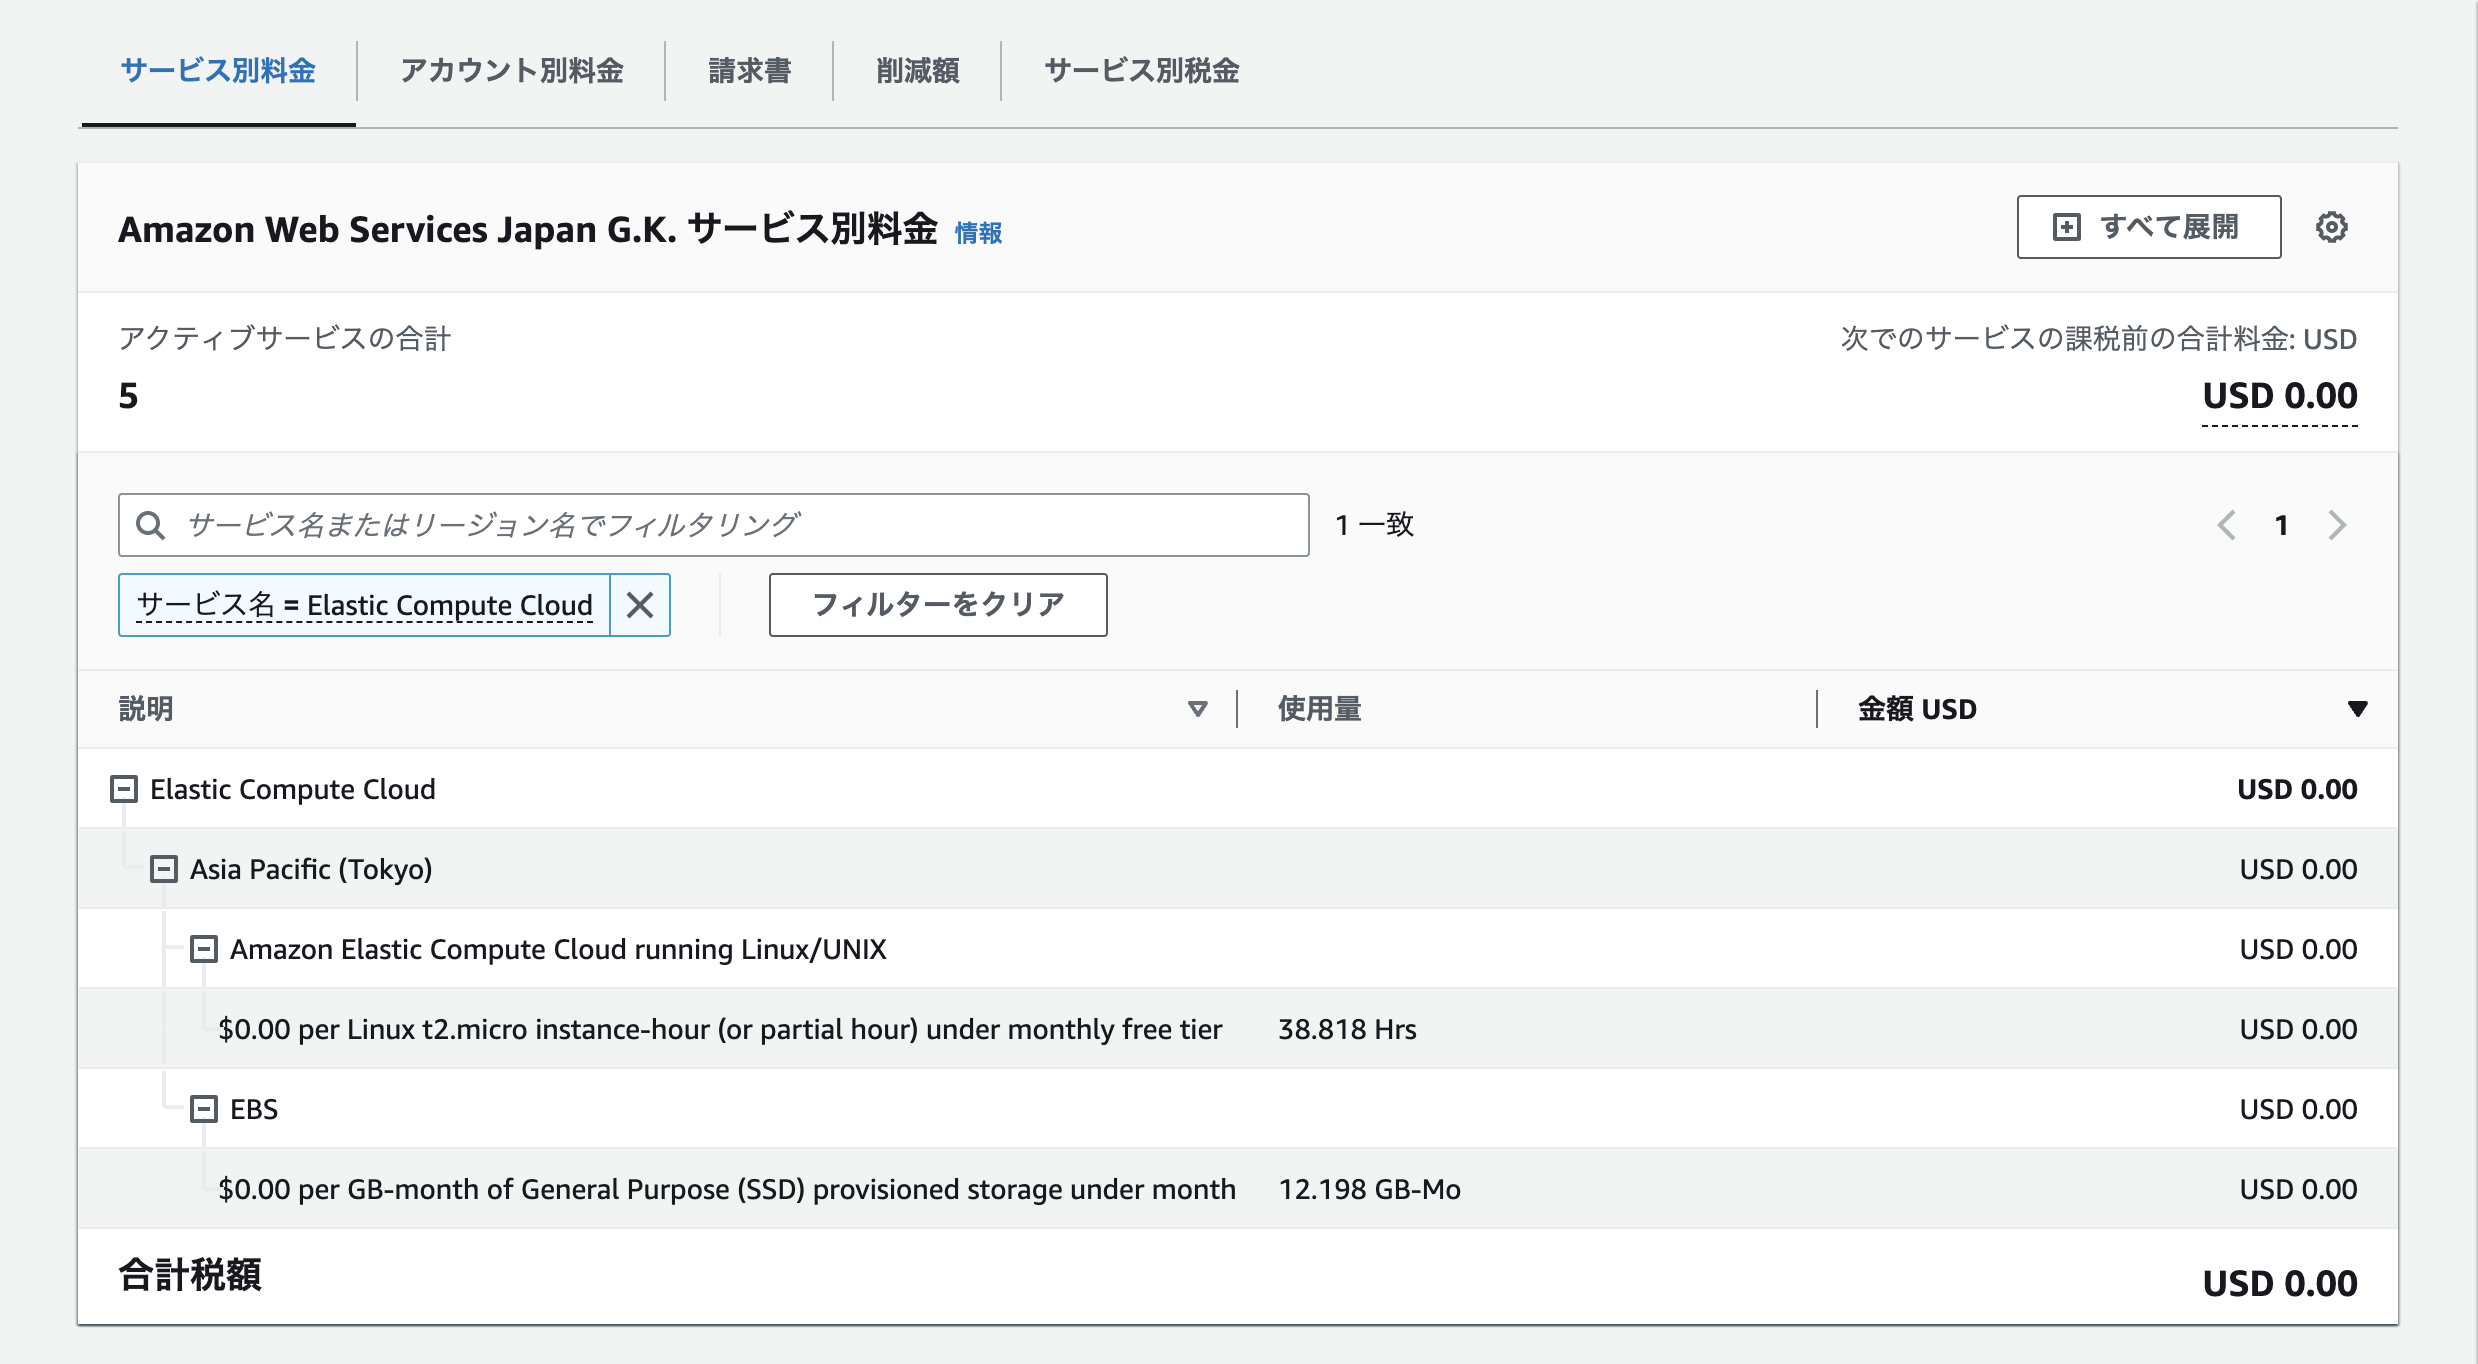 サービス別料金 アカウント別料金 請求書 削減額 サービス別税金
Amazon Web Services Japan G.K. サービス別料金 情報 すべて展開
アクティブサービスの合計 次でのサービスの課税前の合計料金: USD
5 USD 0.00
サービス名またはリージョン名でフィルタリング 1 一致 1
サービス名 = Elastic Compute Cloud フィルターをクリア
説明 使用量 金額 USD
Elastic Compute Cloud USD 0.00
Asia Pacific (Tokyo) USD 0.00
Amazon Elastic Compute Cloud running Linux/UNIX USD 0.00
$0.00 per Linux t2.micro instance-hour (or partial hour) under monthly free tier 38.818 Hrs USD 0.00
EBS USD 0.00
$0.00 per GB-month of General Purpose (SSD) provisioned storage under month 12.198 GB-Mo USD 0.00
合計税額 USD 0.00